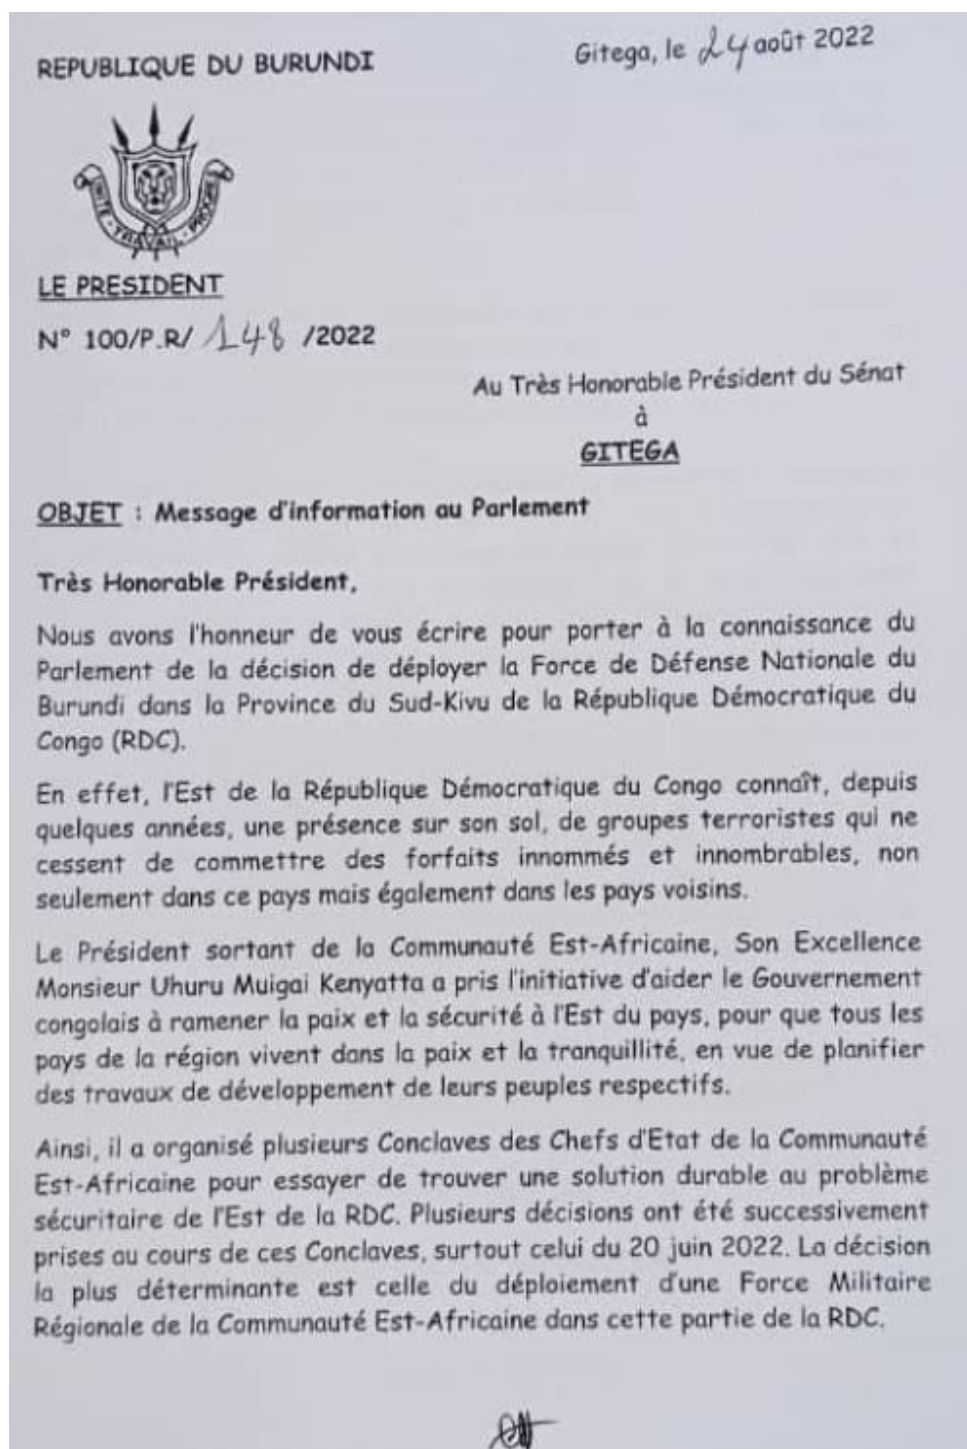 Gitega, le 24 août 2022
REPUBLIQUE DU BURUNDI
UNITE - TRAVAIL - PROGRES
LE PRESIDENT
N° 100/P.R/ 148 /2022
Au Très Honorable Président du Sénat
à
GITEGA
OBJET : Message d'information au Parlement
Très Honorable Président,
Nous avons l'honneur de vous écrire pour porter à la connaissance du
Parlement de la décision de déployer la Force de Défense Nationale du
Burundi dans la Province du Sud-Kivu de la République Démocratique du
Congo (RDC).
En effet, l'Est de la République Démocratique du Congo connaît, depuis
quelques années, une présence sur son sol, de groupes terroristes qui ne
cessent de commettre des forfaits innommés et innombrables, non
seulement dans ce pays mais également dans les pays voisins.
Le Président sortant de la Communauté Est-Africaine, Son Excellence
Monsieur Uhuru Muigai Kenyatta a pris l'initiative d'aider le Gouvernement
congolais à ramener la paix et la sécurité à l'Est du pays, pour que tous les
pays de la région vivent dans la paix et la tranquillité, en vue de planifier
des travaux de développement de leurs peuples respectifs.
Ainsi, il a organisé plusieurs Conclaves des Chefs d'Etat de la Communauté
Est-Africaine pour essayer de trouver une solution durable au problème
sécuritaire de l'Est de la RDC. Plusieurs décisions ont été successivement
prises au cours de ces Conclaves, surtout celui du 20 juin 2022. La décision
la plus déterminante est celle du déploiement d'une Force Militaire
Régionale de la Communauté Est-Africaine dans cette partie de la RDC.